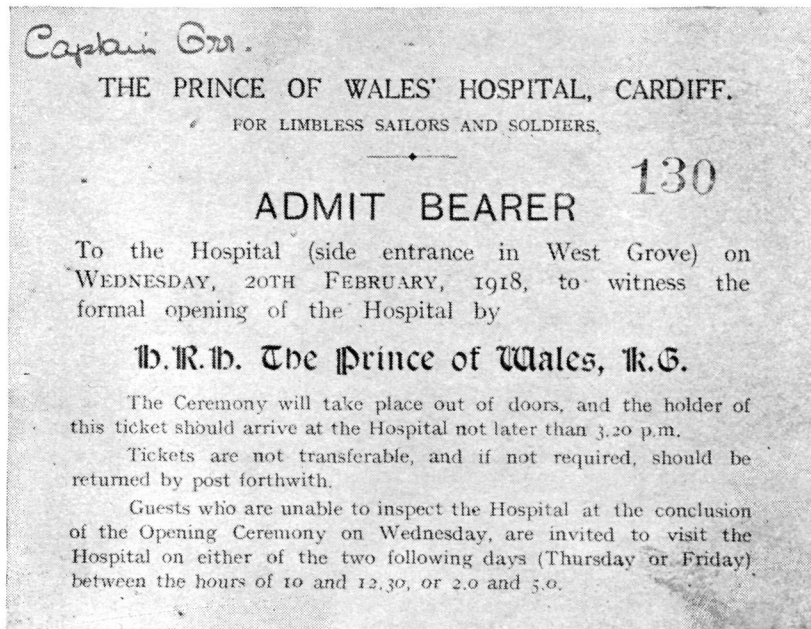 Captain Orr.
THE PRINCE OF WALES' HOSPITAL, CARDIFF.
FOR LIMBLESS SAILORS AND SOLDIERS.
130
ADMIT BEARER
To the Hospital (side entrance in West Grove) on
WEDNESDAY, 20TH FEBRUARY, 1918, to witness the
formal opening of the Hospital by
H.R.H. The Prince of Wales, K.G.
The Ceremony will take place out of doors, and the holder of
this ticket should arrive at the Hospital not later than 3.20 p.m.
Tickets are not transferable, and if not required, should be
returned by post forthwith.
Guests who are unable to inspect the Hospital at the conclusion
of the Opening Ceremony on Wednesday, are invited to visit the
Hospital on either of the two following days (Thursday or Friday)
between the hours of 10 and 12.30, or 2.0 and 5.0.